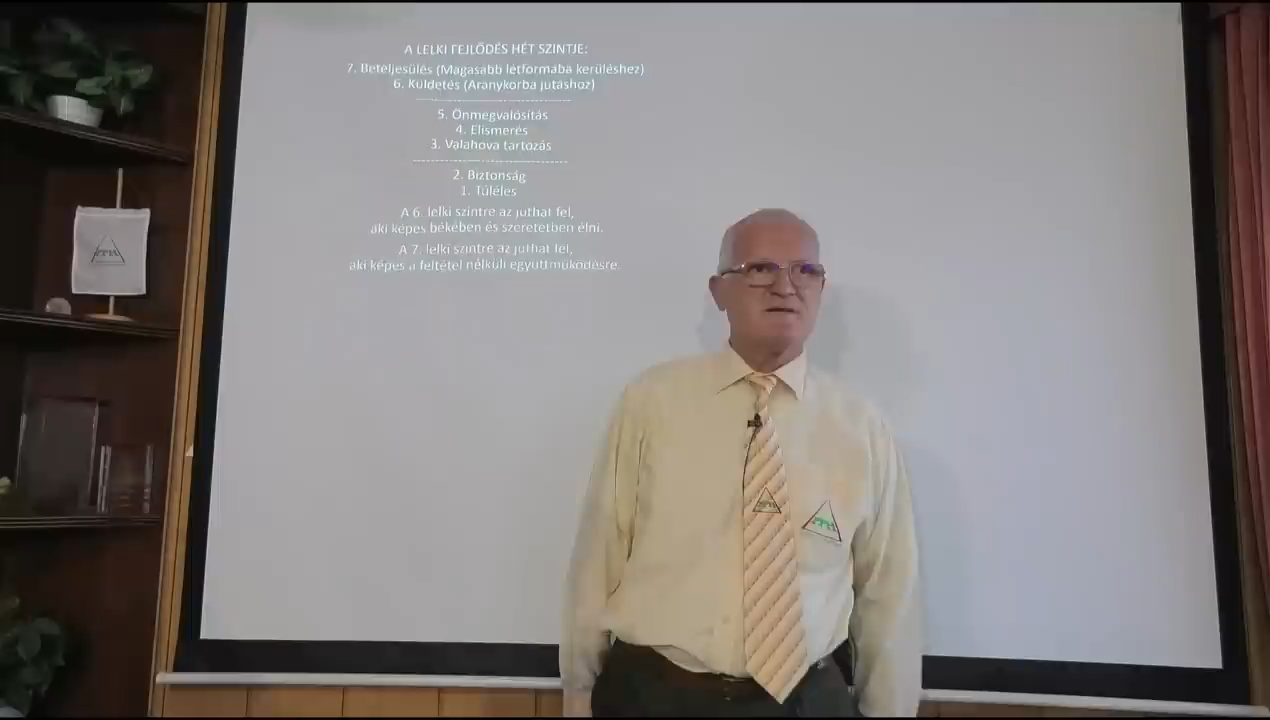 A LELKI FEJLŐDÉS HÉT SZINTJE:
7. Beteljesülés (Magasabb létformába kerüléshez)
6. Küldetés (Aranykorba jutáshoz)
5. Önmegvalósítás
4. Elismerés
3. Valahova tartozás
2. Biztonság
1. Túlélés
A 6. lelki szintre az juthat fel,
aki képes békében és szeretetben élni.
A 7. lelki szintre az juthat fel,
aki képes a feltétel nélküli együttműködésre.